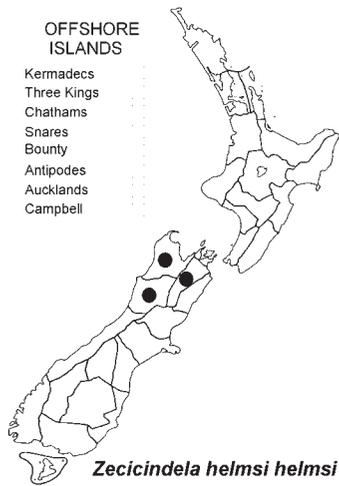 OFFSHORE
ISLANDS
Kermadecs
Three Kings
Chathams
Snares
Bounty
Antipodes
Aucklands
Campbell
Zecicindela helmsi helmsi